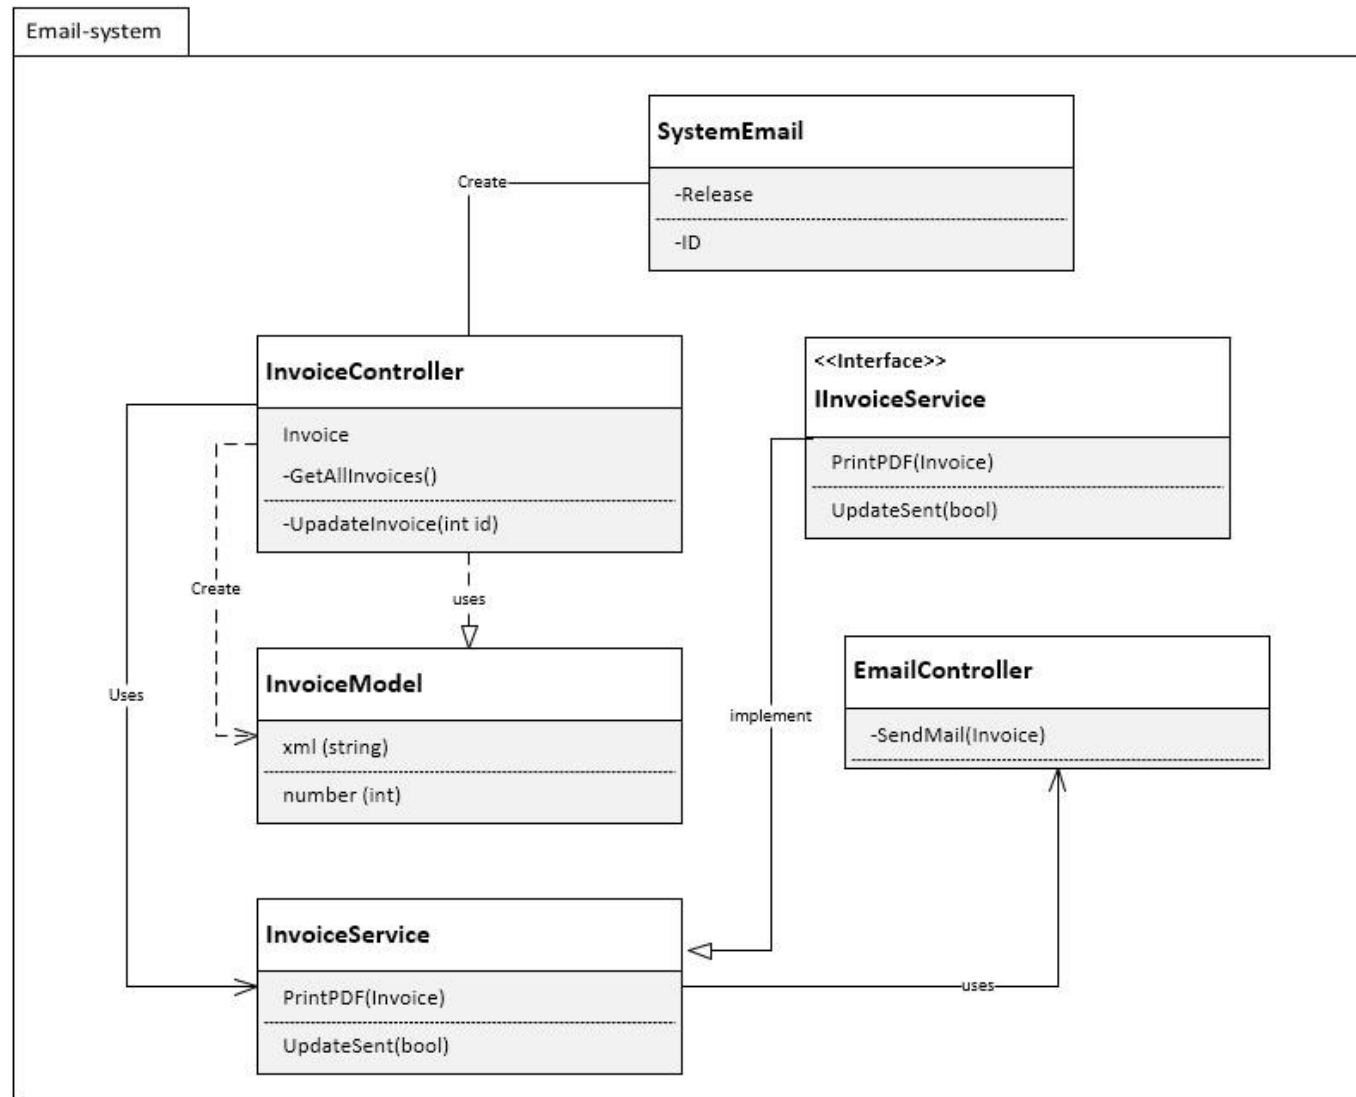 Email-system
SystemEmail
-Release
-ID
Create
InvoiceController
Invoice
-GetAllInvoices()
-UpadateInvoice(int id)
<<Interface>>
IInvoiceService
PrintPDF(Invoice)
UpdateSent(bool)
Create
uses
Uses
InvoiceModel
xml (string)
number (int)
implement
EmailController
-SendMail(Invoice)
InvoiceService
PrintPDF(Invoice)
UpdateSent(bool)
uses